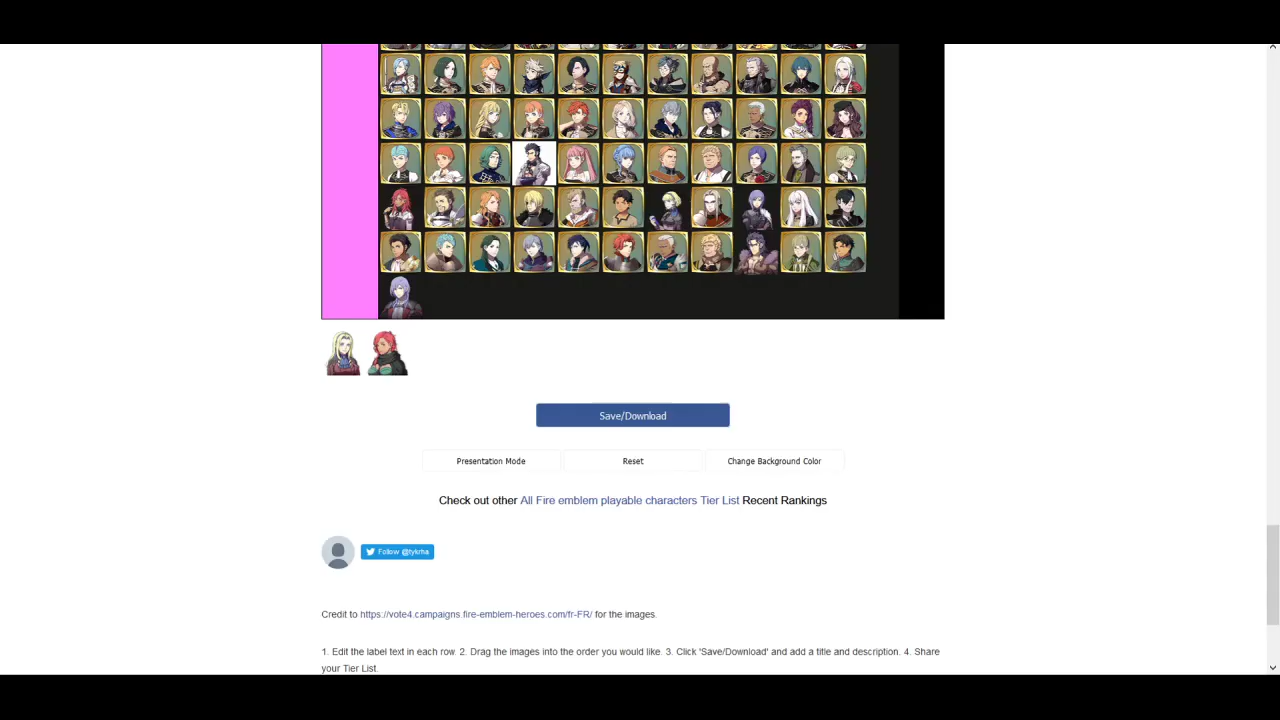 Save/Download
Presentation Mode
Reset
Change Background Color
Check out other All Fire emblem playable characters Tier List Recent Rankings
Follow @tykrha
Credit to https://vote4.campaigns.fire-emblem-heroes.com/fr-FR/ for the images.
1. Edit the label text in each row. 2. Drag the images into the order you would like. 3. Click 'Save/Download' and add a title and description. 4. Share
your Tier List.